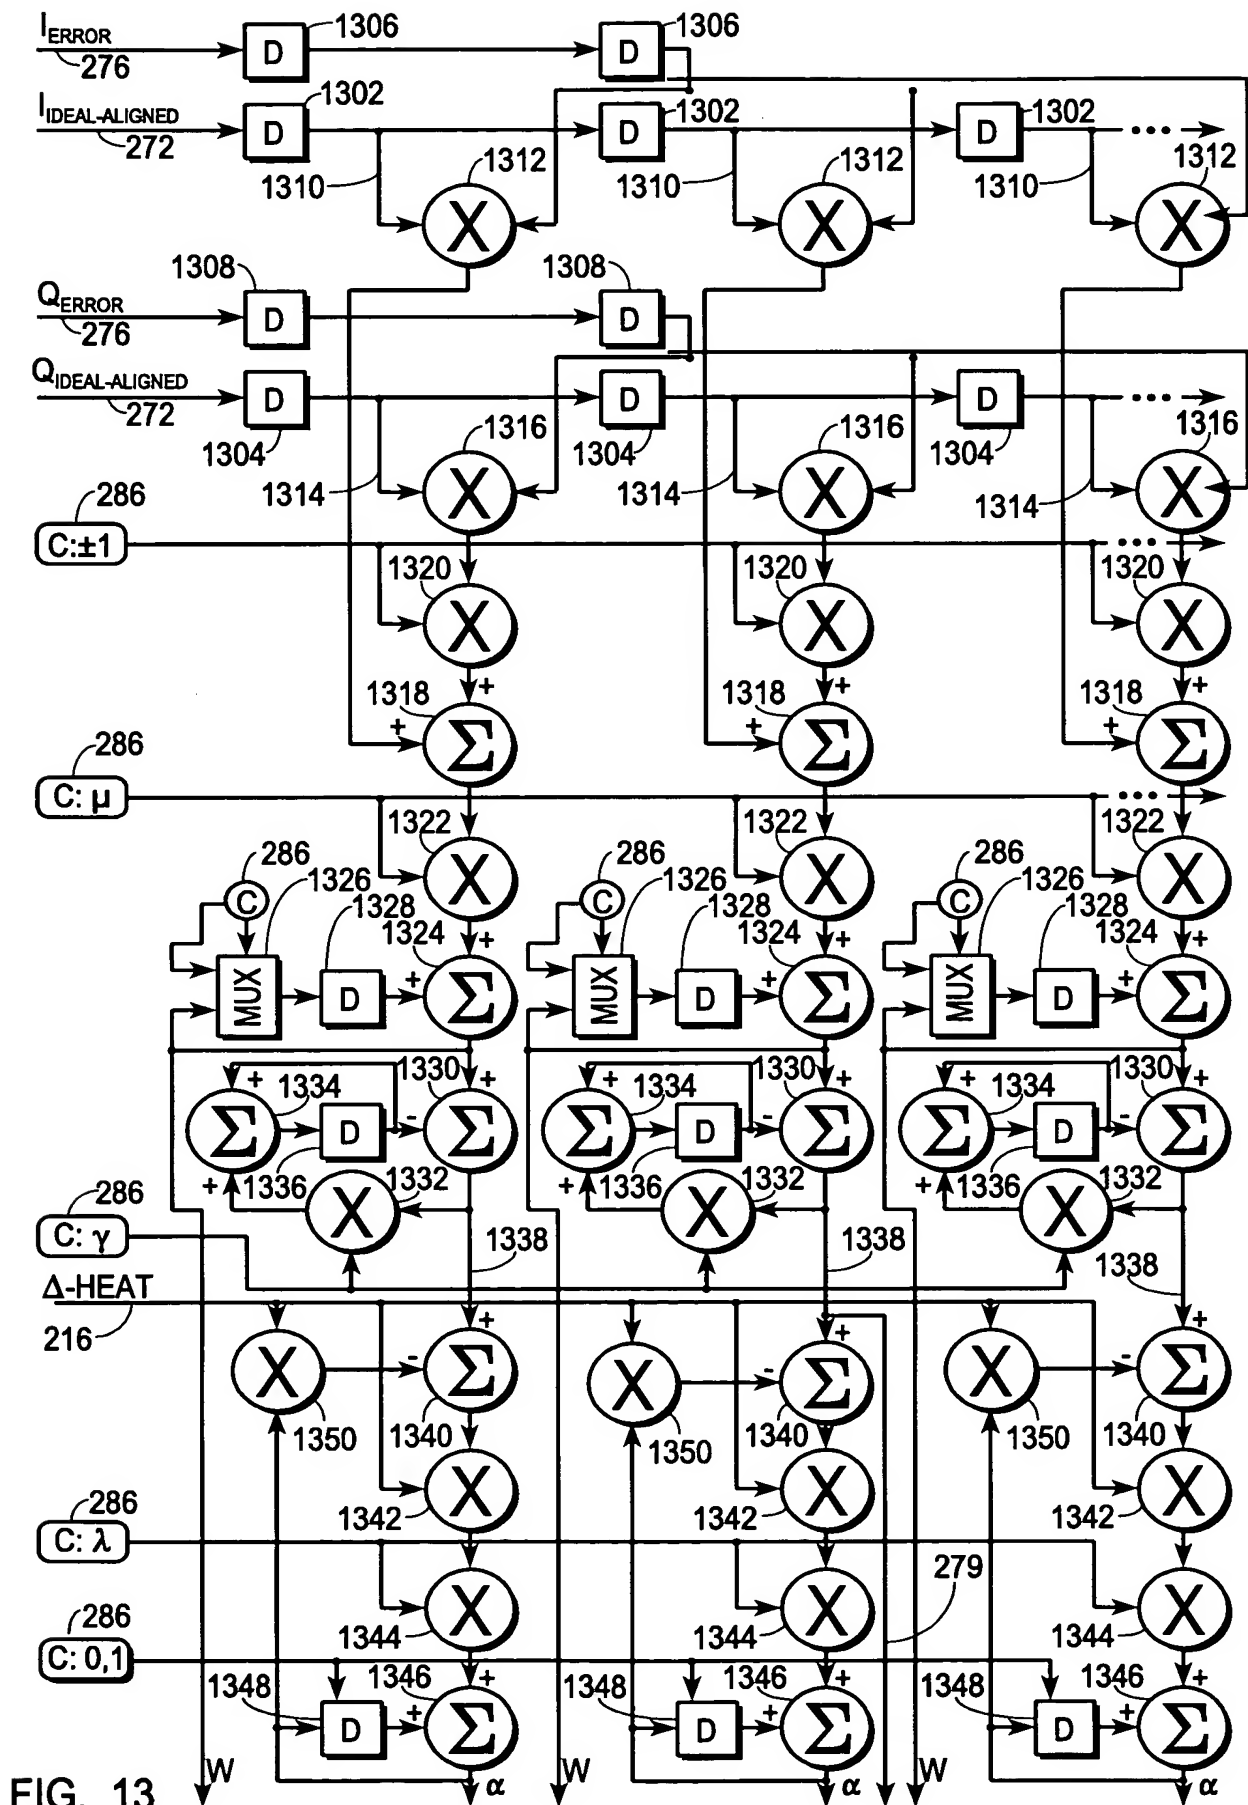 I ERROR 1306 1306
D D
276
I IDEAL-ALIGNED 1302 1302 1302
D D D •••
272 1310 1312 1310 1312 1310 1312
X X X
1308 1308
Q ERROR D D
276
Q IDEAL-ALIGNED
D D D •••
272 1304 1316 1304 1316 1304 1316
1314 1314 1314
X X X
286
C:±1 •••
1320 1320 1320
X X X
1318 + 1318 + 1318 +
+ Σ + Σ + Σ
286
C: μ •••
1322 1322 1322
X X X
286 286 286
C C C
1326 1326 1326
1328 1328 1328
1324 + 1324 + 1324 +
MUX D + Σ MUX D + Σ MUX D + Σ
+ 1334 1330 + + 1334 1330 + + 1334 1330 +
Σ D - Σ Σ D - Σ Σ D - Σ
+ 1336 1332 + 1336 1332 + 1336 1332
X X X
286
C: γ
1338 1338 1338
Δ-HEAT
216
+ + +
X - Σ X - Σ X - Σ
1350 1340 1350 1340 1350 1340
X X X
1342 1342 1342
286
C: λ
279
X X X
1344 1344 1344
286
C: 0,1
1348 1346 + 1348 1346 + 1348 1346 +
D + Σ D + Σ D + Σ
W α W α W α
FIG. 13